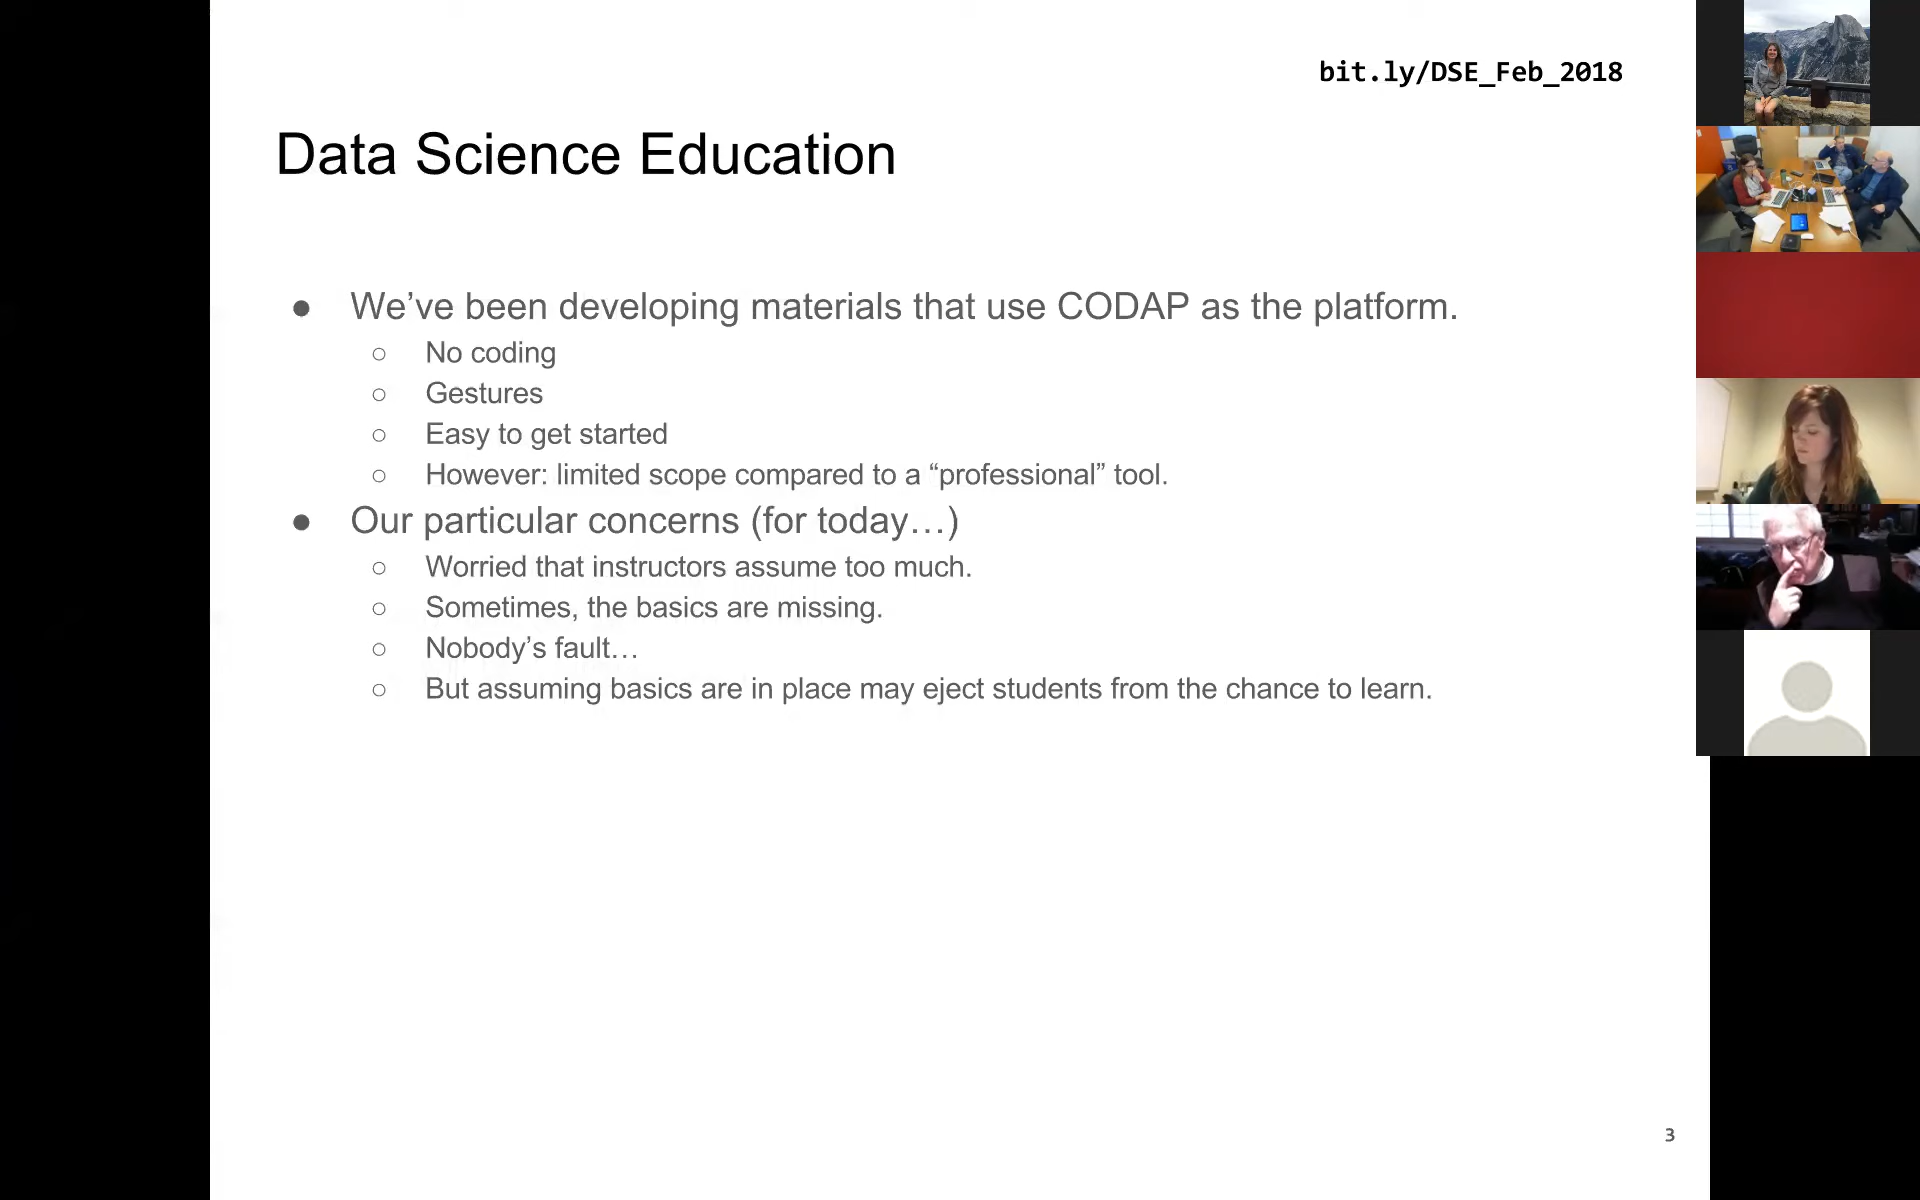 bit.ly/DSE_Feb_2018
Data Science Education
● We’ve been developing materials that use CODAP as the platform.
○ No coding
○ Gestures
○ Easy to get started
○ However: limited scope compared to a “professional” tool.
● Our particular concerns (for today…)
○ Worried that instructors assume too much.
○ Sometimes, the basics are missing.
○ Nobody’s fault…
○ But assuming basics are in place may eject students from the chance to learn.
3